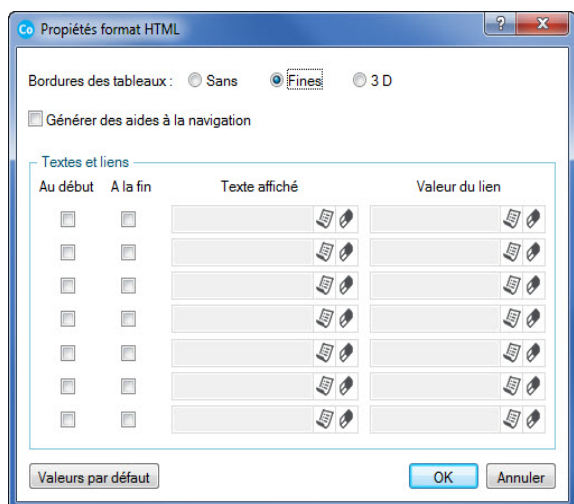 Co Propiétés format HTML
Bordures des tableaux : Sans Fines 3 D
Générer des aides à la navigation
Textes et liens
Au début A la fin Texte affiché Valeur du lien
Valeurs par défaut OK Annuler